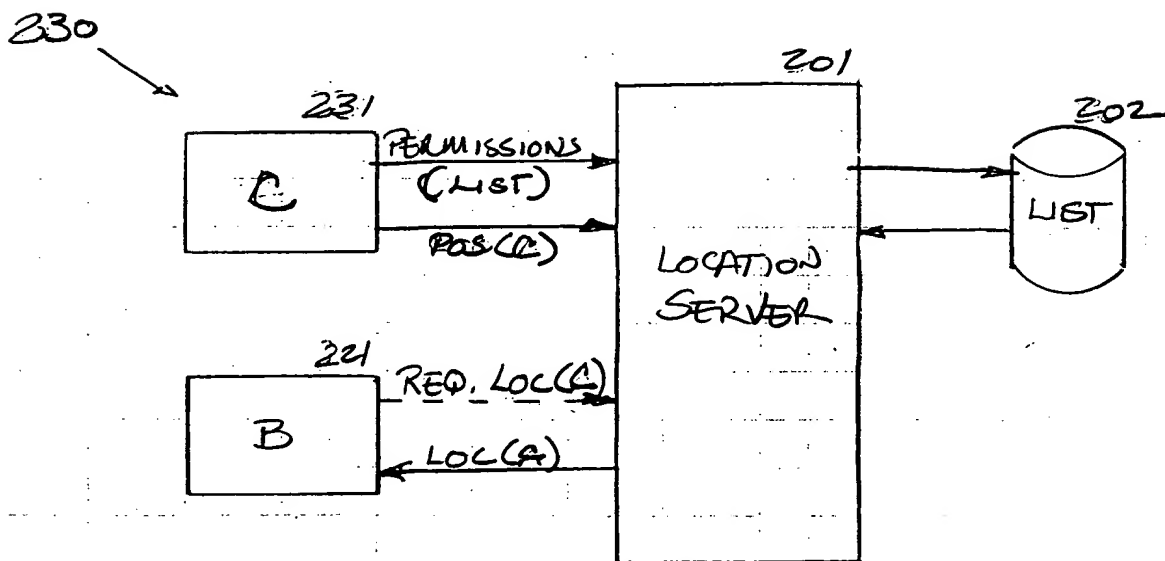 230
201
231
202
PERMISSIONS
(LIST)
C
LIST
POS(C)
LOCATION
SERVER
221
REQ. LOC(C)
B
LOC(C)